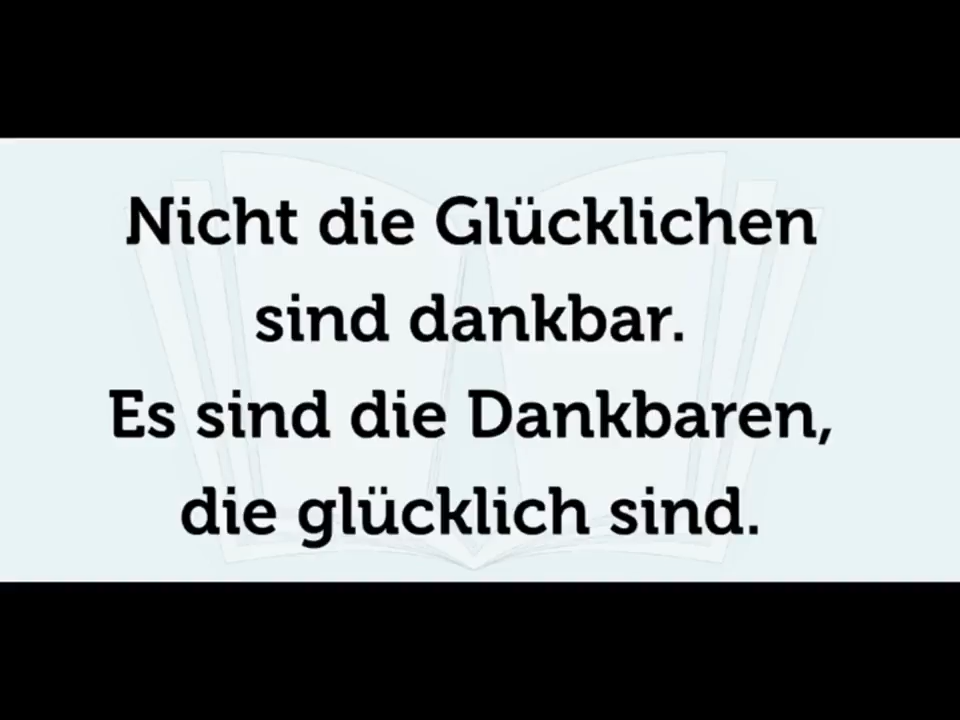 Nicht die Glücklichen
sind dankbar.
Es sind die Dankbaren,
die glücklich sind.